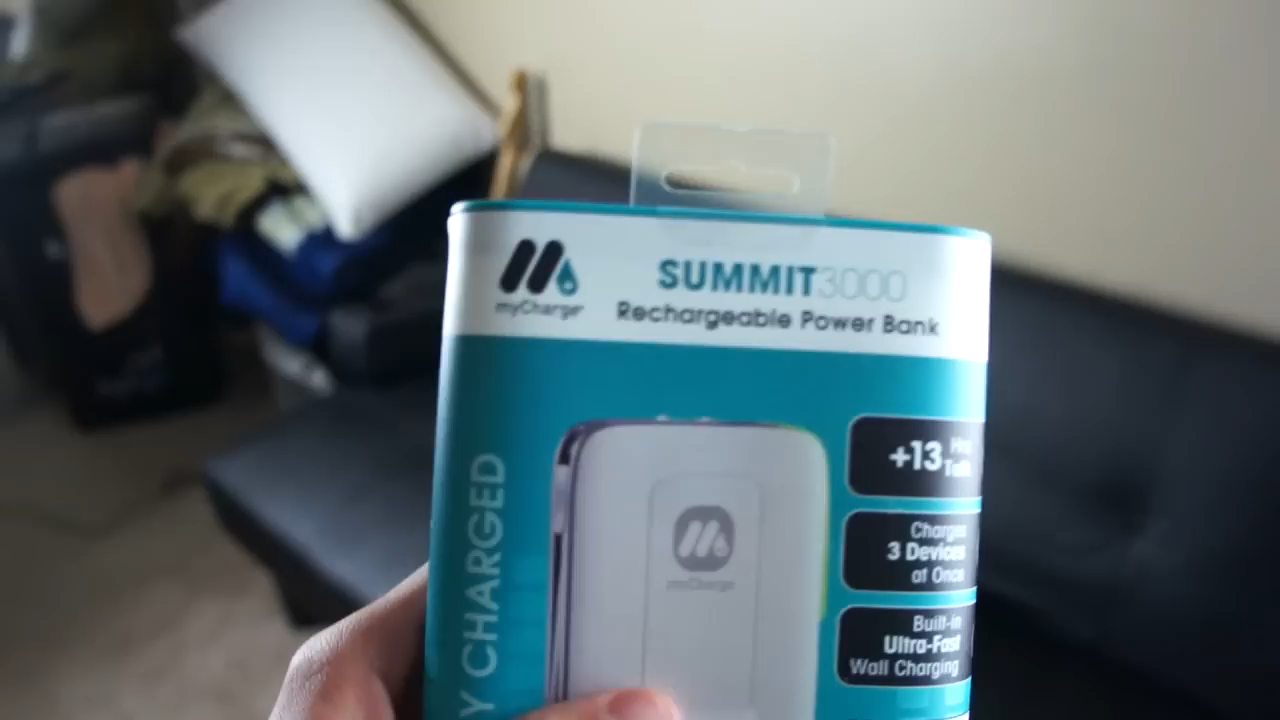 myCharge
SUMMIT3000
Rechargeable Power Bank
+13 Hrs
Talk
Charges
3 Devices
at Once
Built-in
Ultra-Fast
Wall Charging
Y CHARGED
myCharge